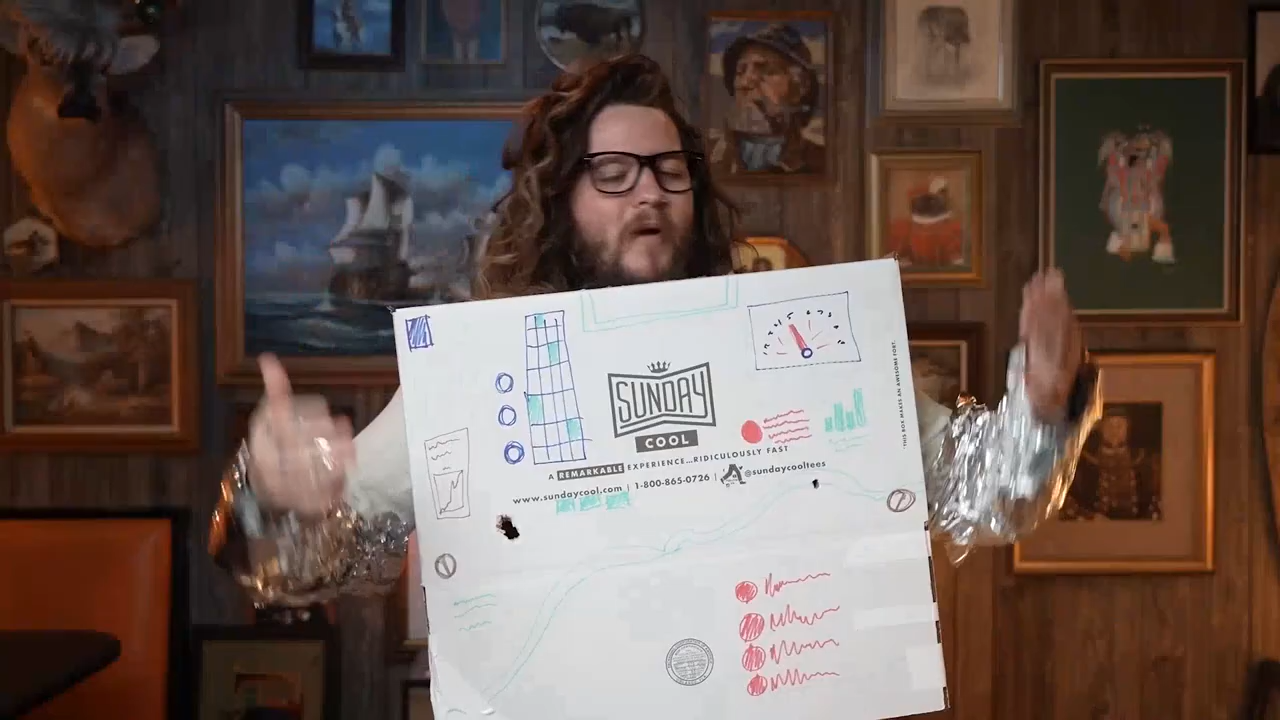 SUNDAY
COOL
A REMARKABLE EXPERIENCE...RIDICULOUSLY FAST
www.sundaycool.com | 1-800-865-0726 | @sundaycooltees
THIS BOX MAKES AN AWESOME FORT.